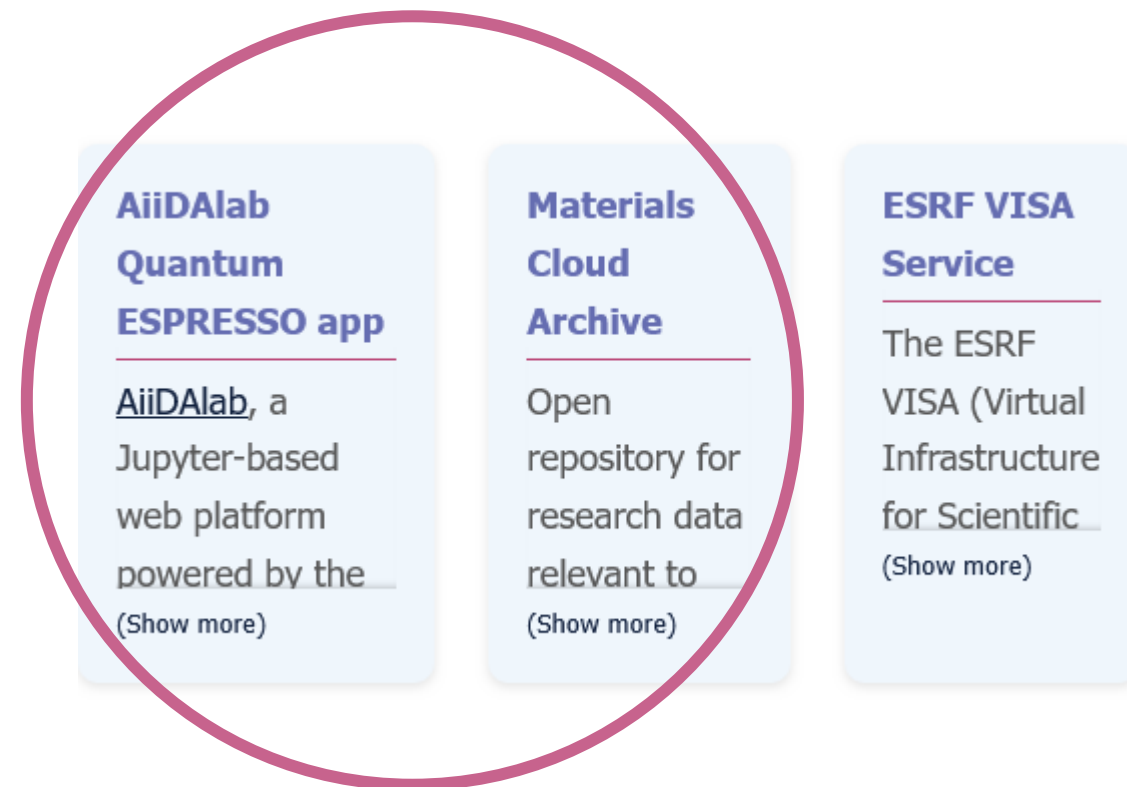 AiiDAlab
Quantum
ESPRESSO app
AiiDAlab, a
Jupyter-based
web platform
powered by the
(Show more)
Materials
Cloud
Archive
Open
repository for
research data
relevant to
(Show more)
ESRF VISA
Service
The ESRF
VISA (Virtual
Infrastructure
for Scientific
(Show more)